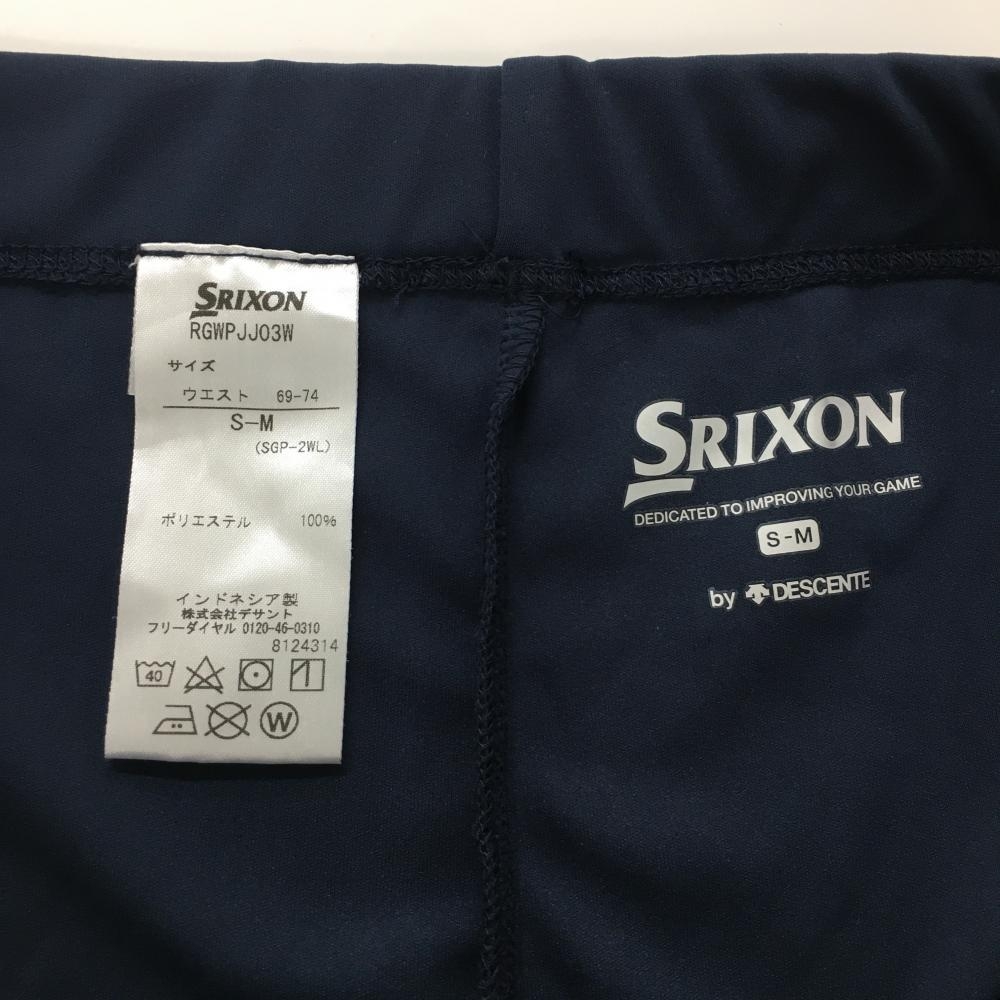 SRIXON
RGWPJJ03W
サイズ
ウエスト 69-74
S-M
(SGP-2WL)
ポリエステル 100%
インドネシア製
株式会社デサント
フリーダイヤル 0120-46-0310
8124314
40
W
SRIXON
DEDICATED TO IMPROVING YOUR GAME
S-M
by DESCENTE